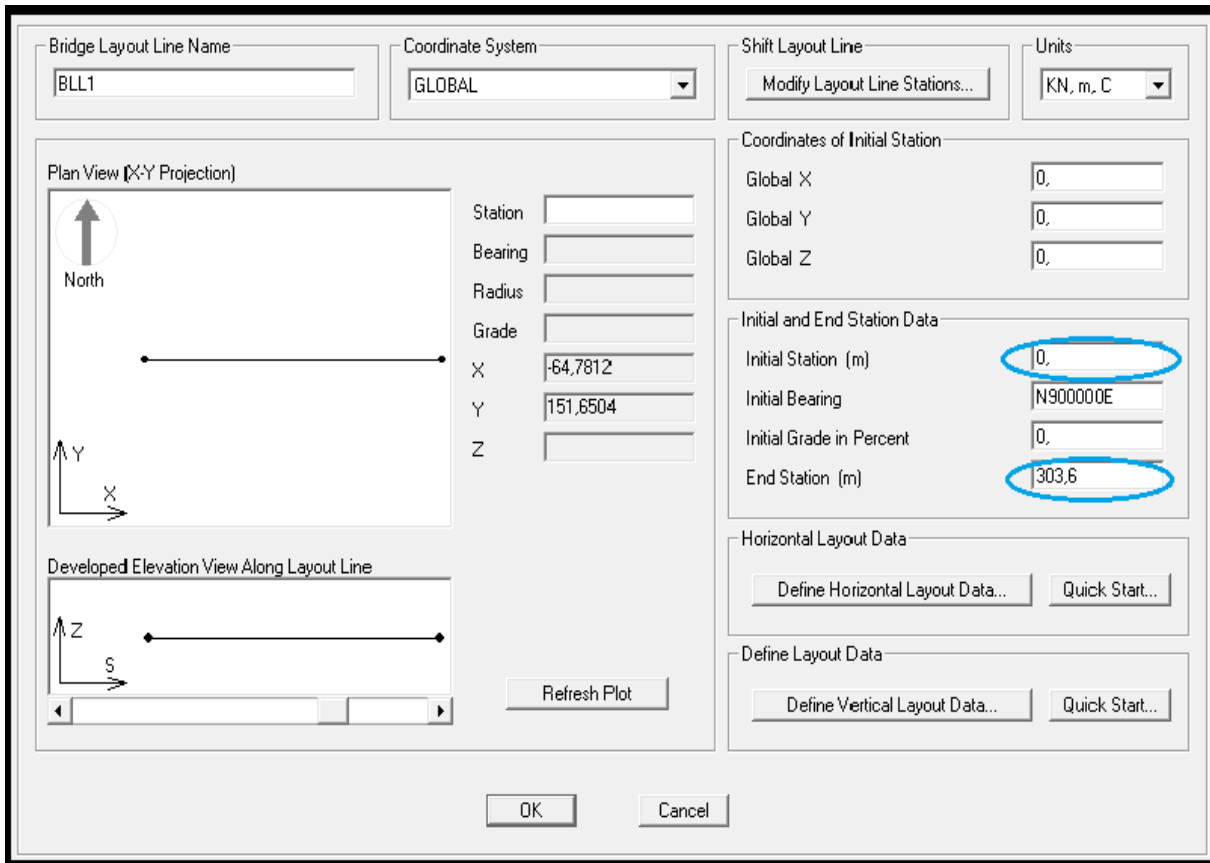 Bridge Layout Line Name
BLL1
Coordinate System
GLOBAL
Shift Layout Line
Modify Layout Line Stations...
Units
KN, m, C
Plan View (X-Y Projection)
North
Y
X
Station
Bearing
Radius
Grade
X -64,7812
Y 151,6504
Z
Developed Elevation View Along Layout Line
Z
S
Refresh Plot
Coordinates of Initial Station
Global X 0,
Global Y 0,
Global Z 0,
Initial and End Station Data
Initial Station (m) 0,
Initial Bearing N900000E
Initial Grade in Percent 0,
End Station (m) 303,6
Horizontal Layout Data
Define Horizontal Layout Data... Quick Start...
Define Layout Data
Define Vertical Layout Data... Quick Start...
OK Cancel